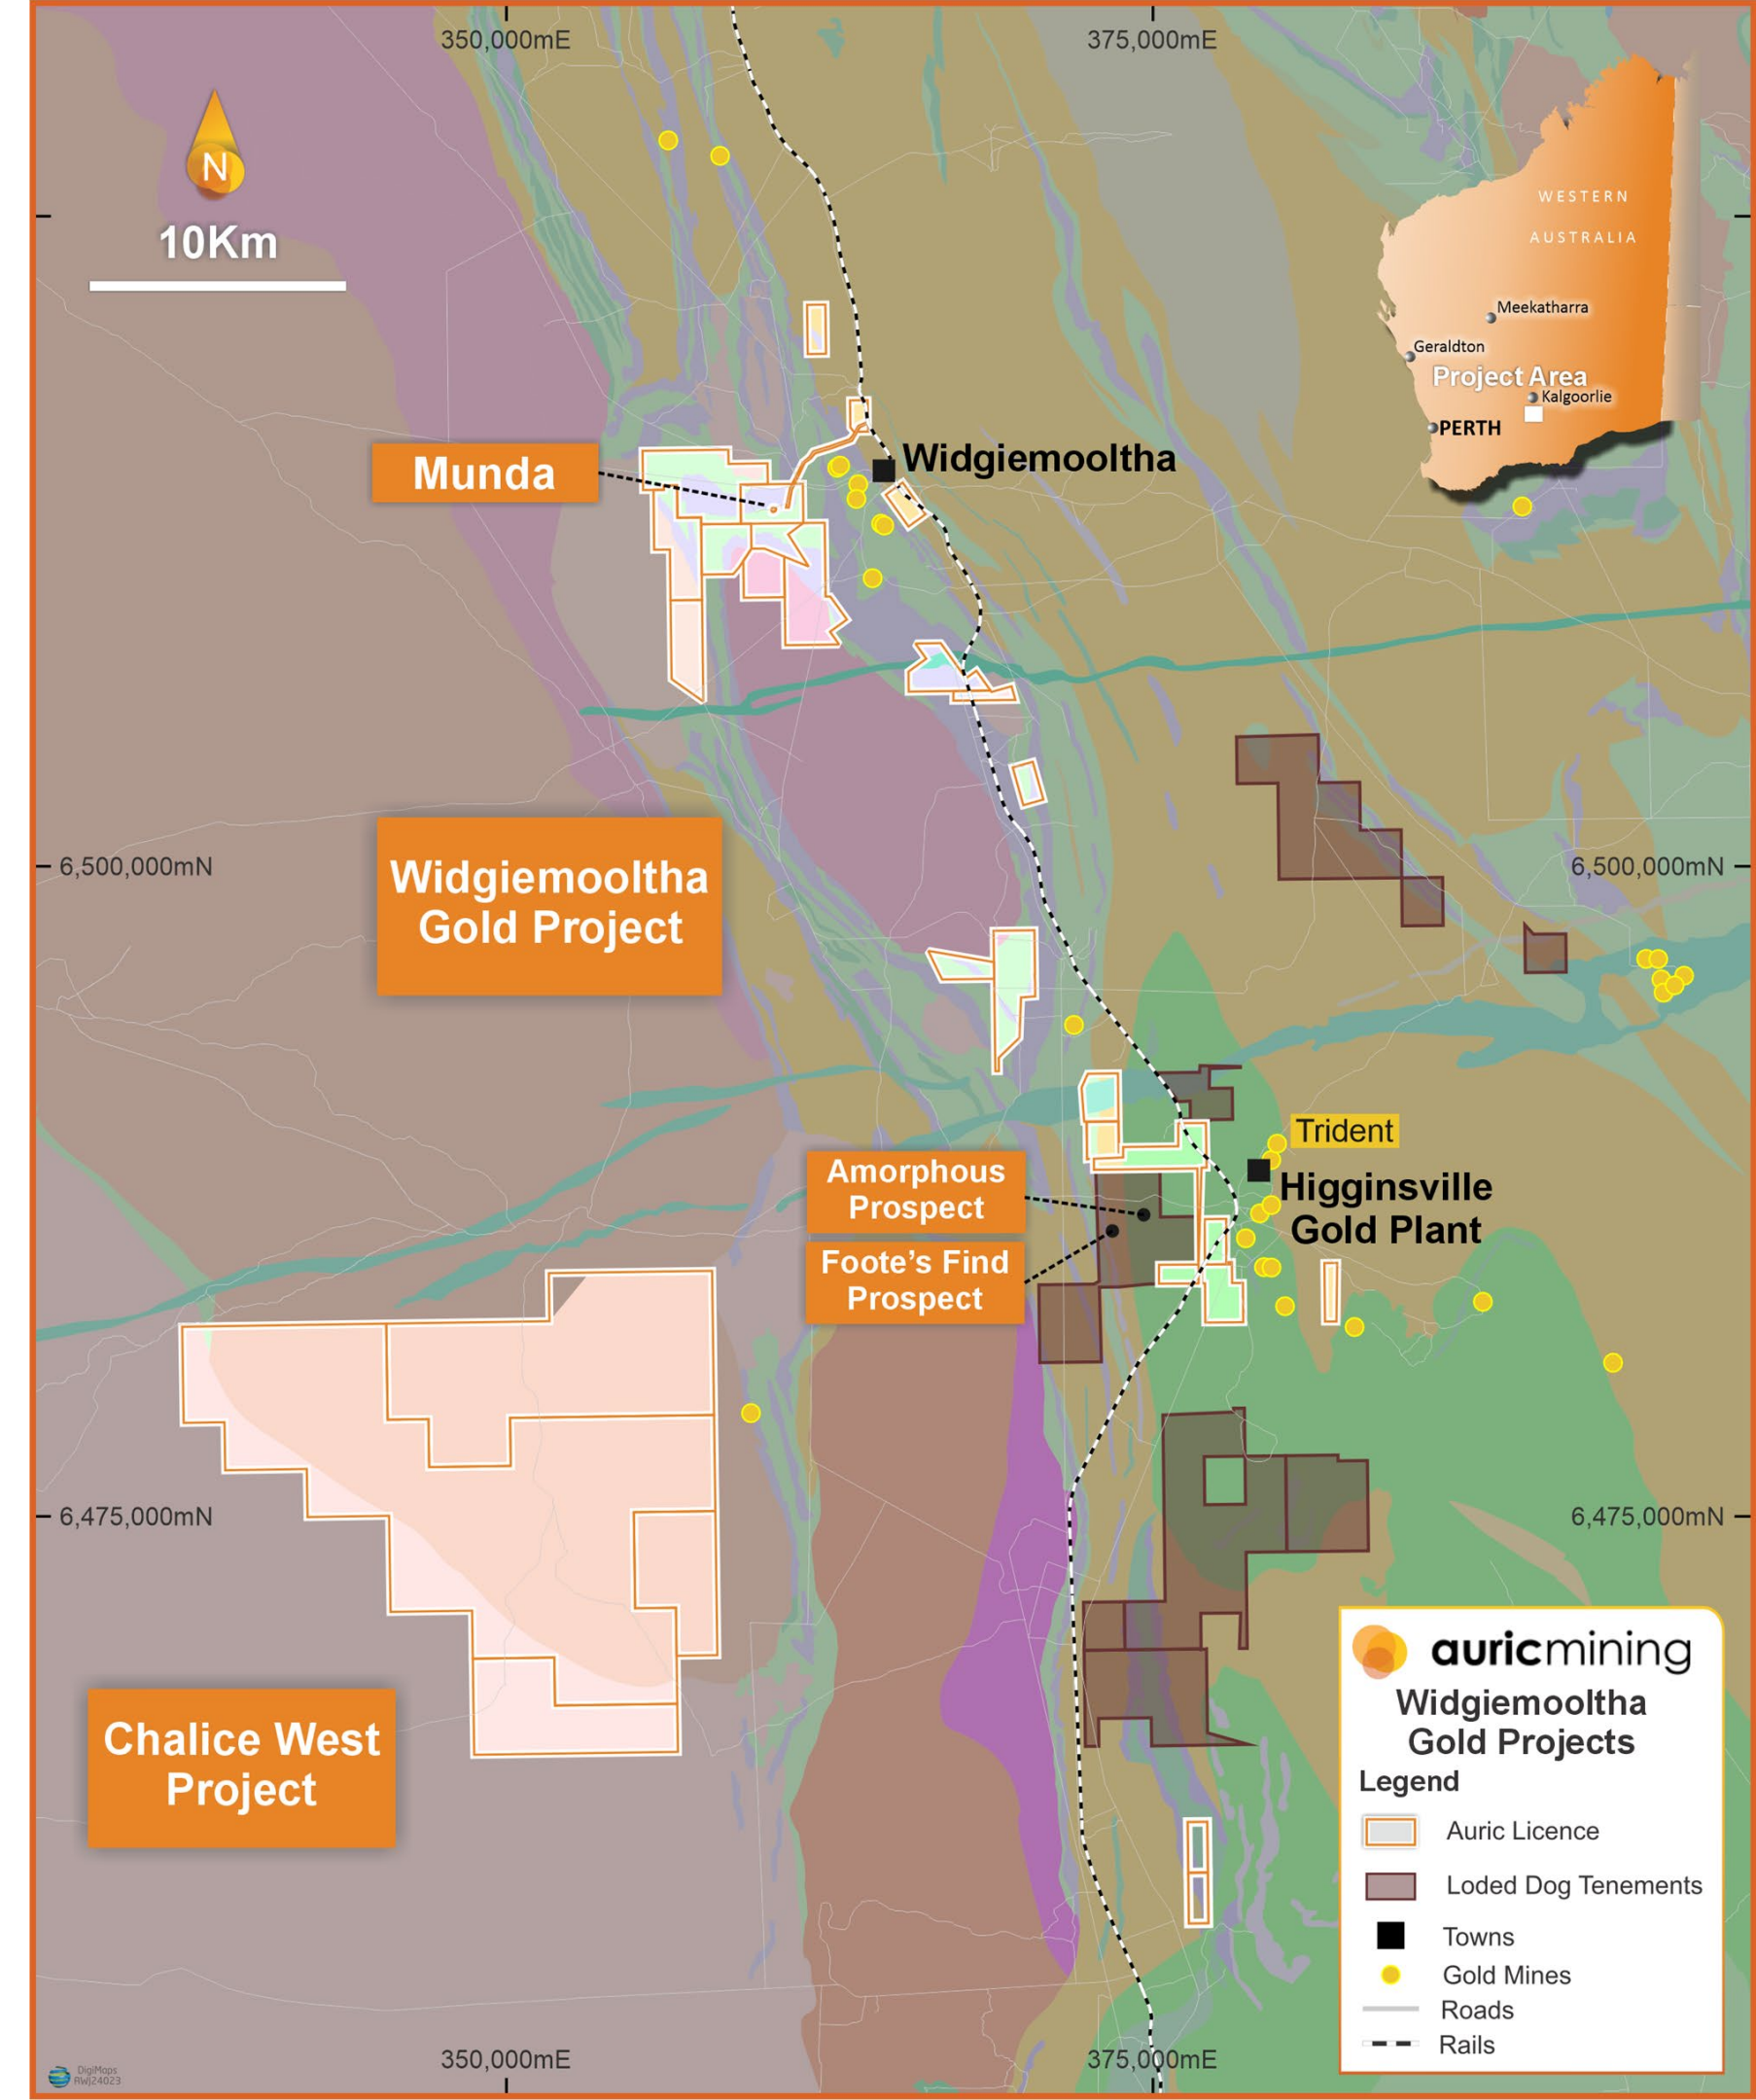 350,000mE
375,000mE
N
10Km
WESTERN
AUSTRALIA
Meekatharra
Geraldton
Project Area
Kalgoorlie
PERTH
Munda
Widgiemooltha
6,500,000mN
6,500,000mN
Widgiemooltha
Gold Project
Trident
Amorphous
Prospect
Higginsville
Gold Plant
Foote's Find
Prospect
6,475,000mN
6,475,000mN
Chalice West
Project
auricmining
Widgiemooltha
Gold Projects
Legend
Auric Licence
Loded Dog Tenements
Towns
Gold Mines
Roads
Rails
350,000mE
375,000mE
DigiMaps
RWJ24023